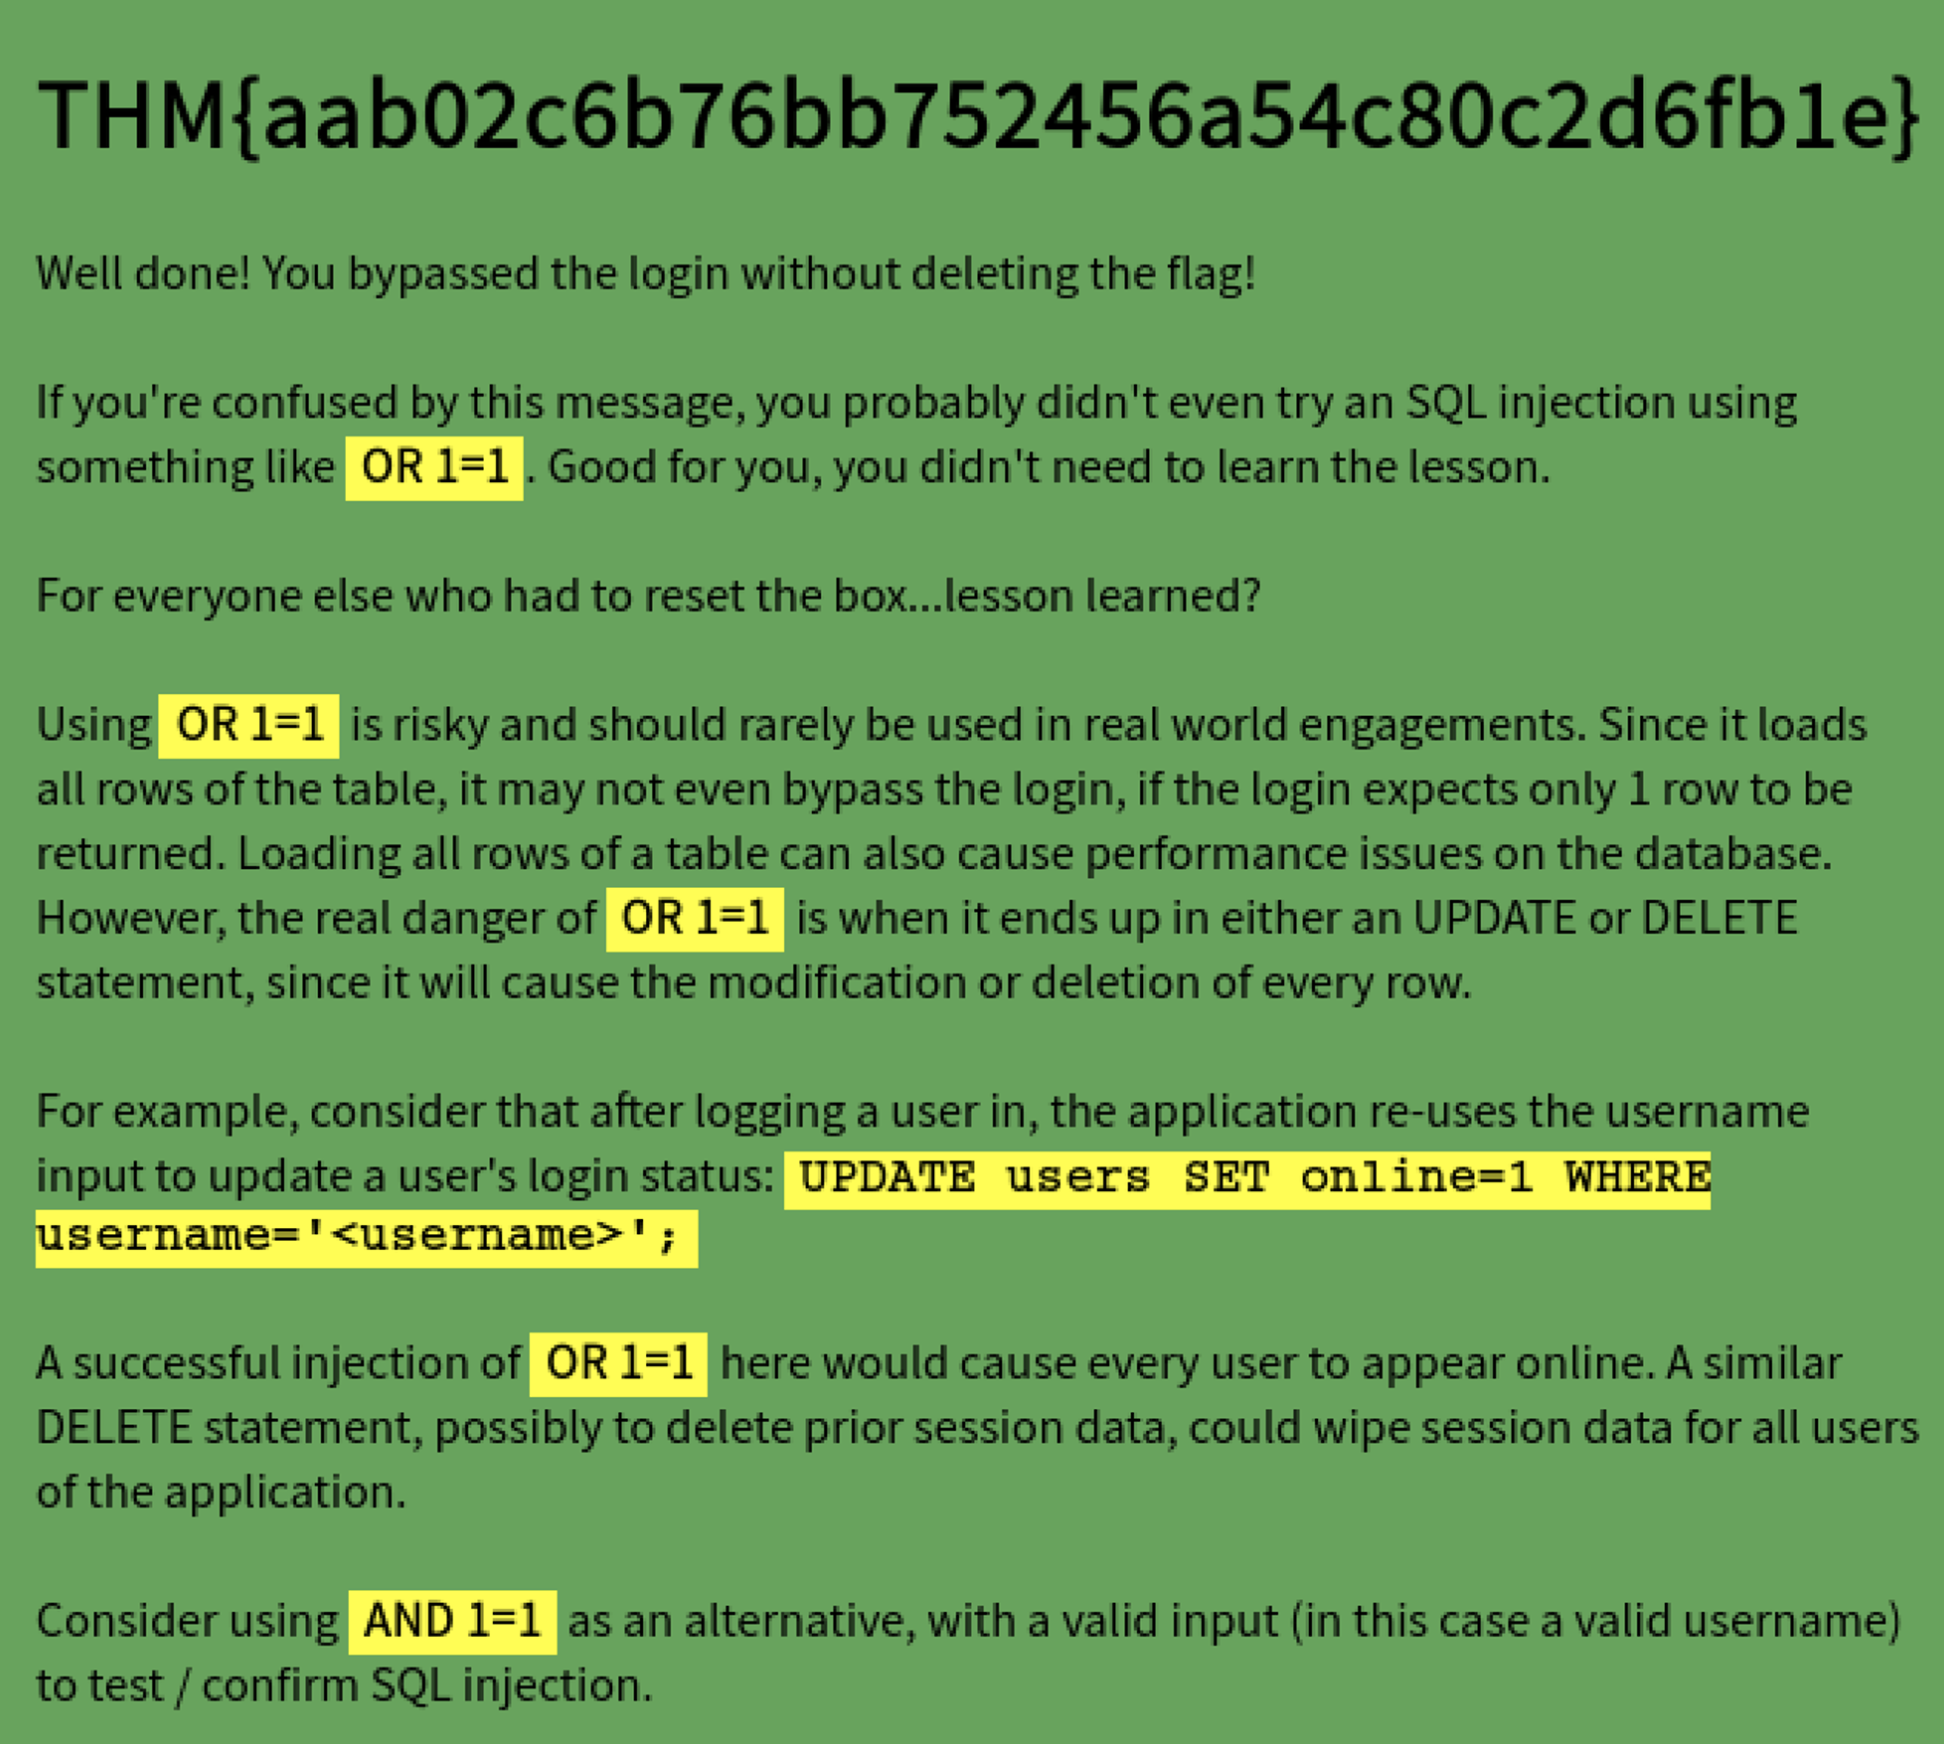 THM{aab02c6b76bb752456a54c80c2d6fb1e}
Well done! You bypassed the login without deleting the flag!
If you're confused by this message, you probably didn't even try an SQL injection using
something like OR 1=1 . Good for you, you didn't need to learn the lesson.
For everyone else who had to reset the box...lesson learned?
Using OR 1=1 is risky and should rarely be used in real world engagements. Since it loads
all rows of the table, it may not even bypass the login, if the login expects only 1 row to be
returned. Loading all rows of a table can also cause performance issues on the database.
However, the real danger of OR 1=1 is when it ends up in either an UPDATE or DELETE
statement, since it will cause the modification or deletion of every row.
For example, consider that after logging a user in, the application re-uses the username
input to update a user's login status: UPDATE users SET online=1 WHERE
username='<username>';
A successful injection of OR 1=1 here would cause every user to appear online. A similar
DELETE statement, possibly to delete prior session data, could wipe session data for all users
of the application.
Consider using AND 1=1 as an alternative, with a valid input (in this case a valid username)
to test / confirm SQL injection.